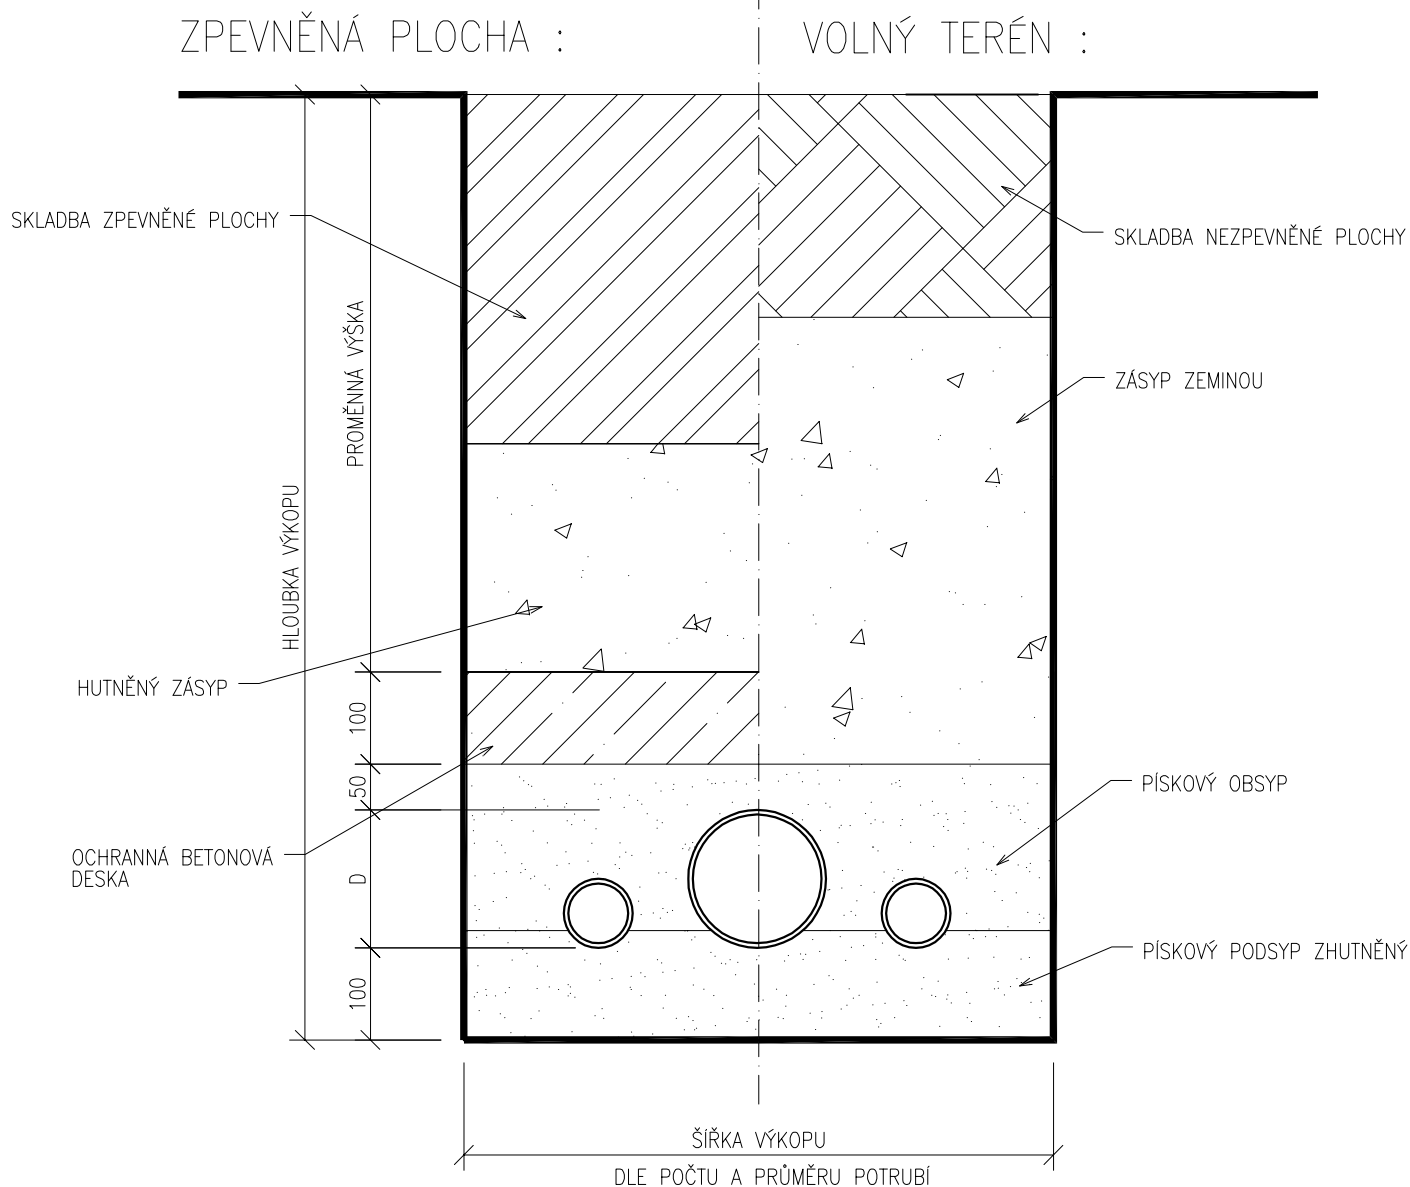 ZPEVNĚNÁ PLOCHA :
VOLNÝ TERÉN :
SKLADBA ZPEVNĚNÉ PLOCHY
SKLADBA NEZPEVNĚNÉ PLOCHY
PROMĚNNÁ VÝŠKA
ZÁSYP ZEMINOU
HLOUBKA VÝKOPU
HUTNĚNÝ ZÁSYP
100
50
PÍSKOVÝ OBSYP
OCHRANNÁ BETONOVÁ
DESKA
D
PÍSKOVÝ PODSYP ZHUTNĚNÝ
100
ŠÍŘKA VÝKOPU
DLE POČTU A PRŮMĚRU POTRUBÍ